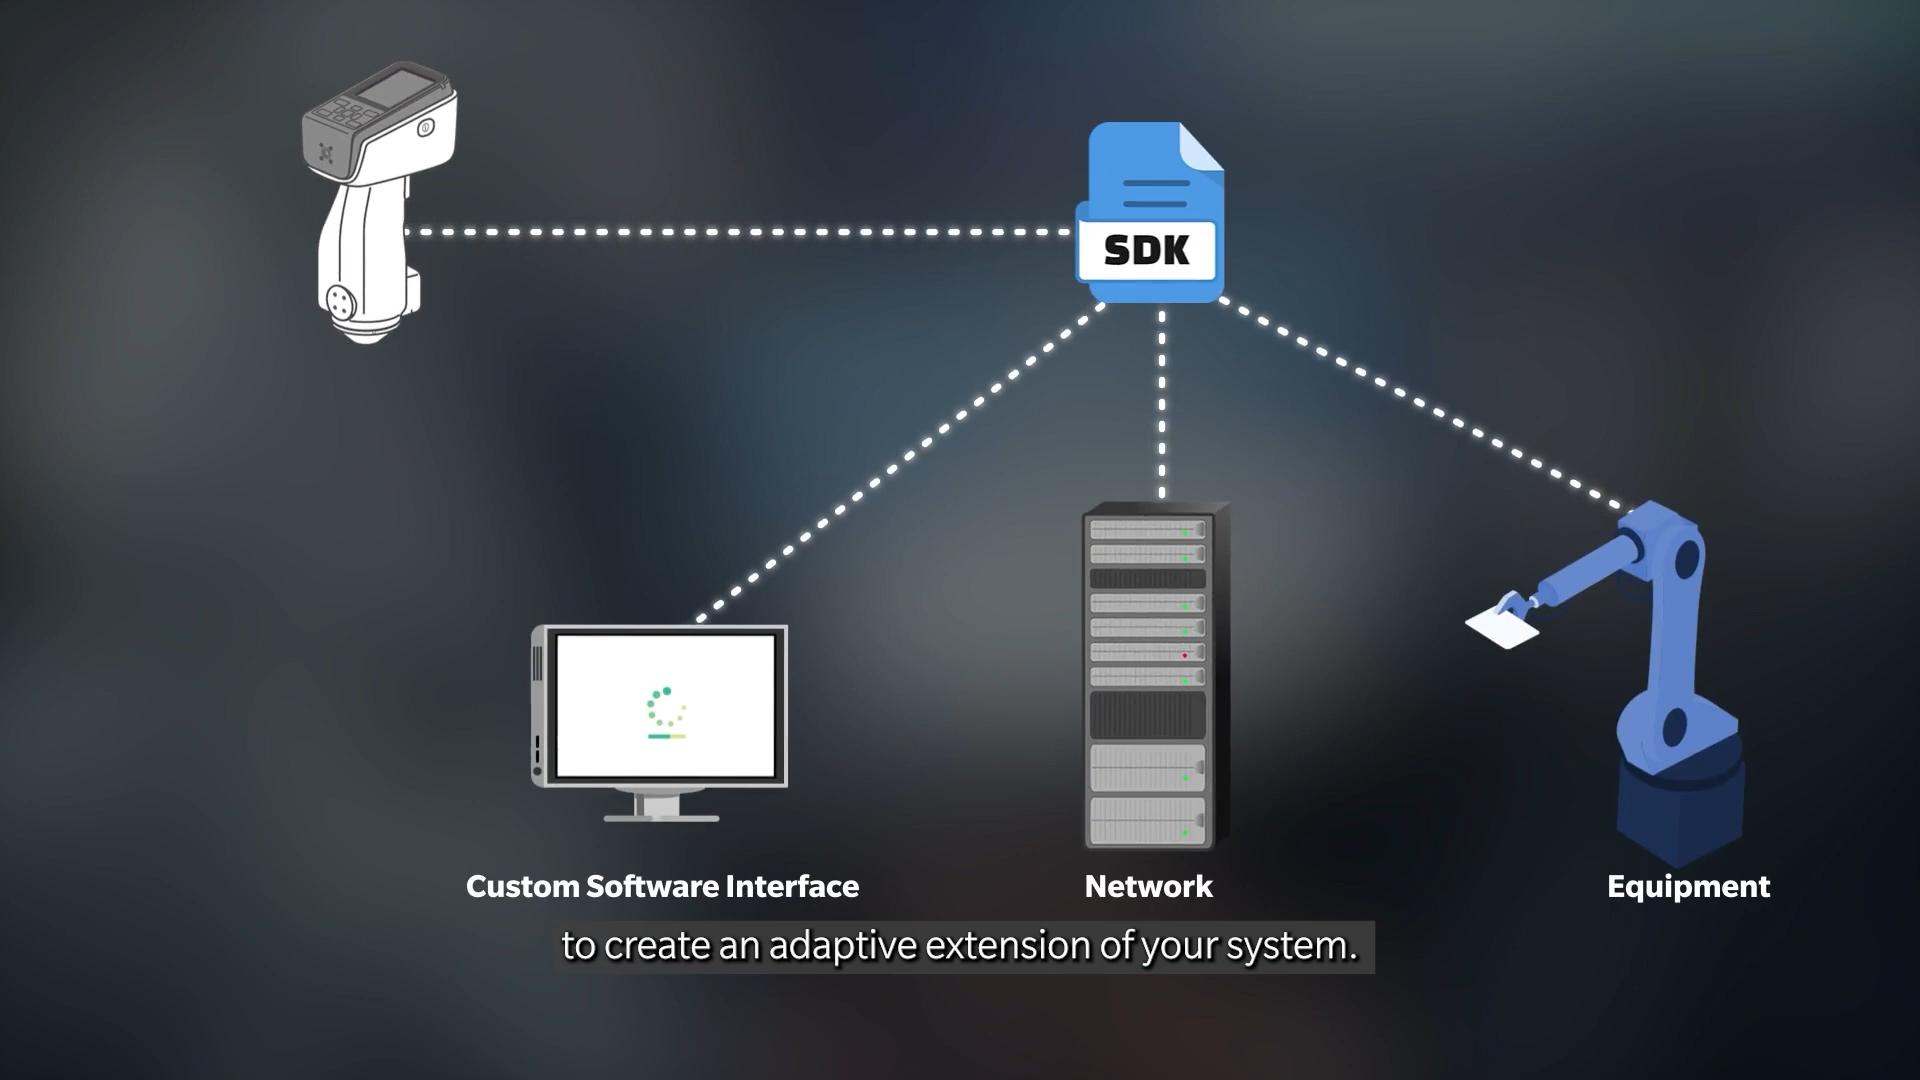 SDK
Custom Software Interface
Network
Equipment
to create an adaptive extension of your system.